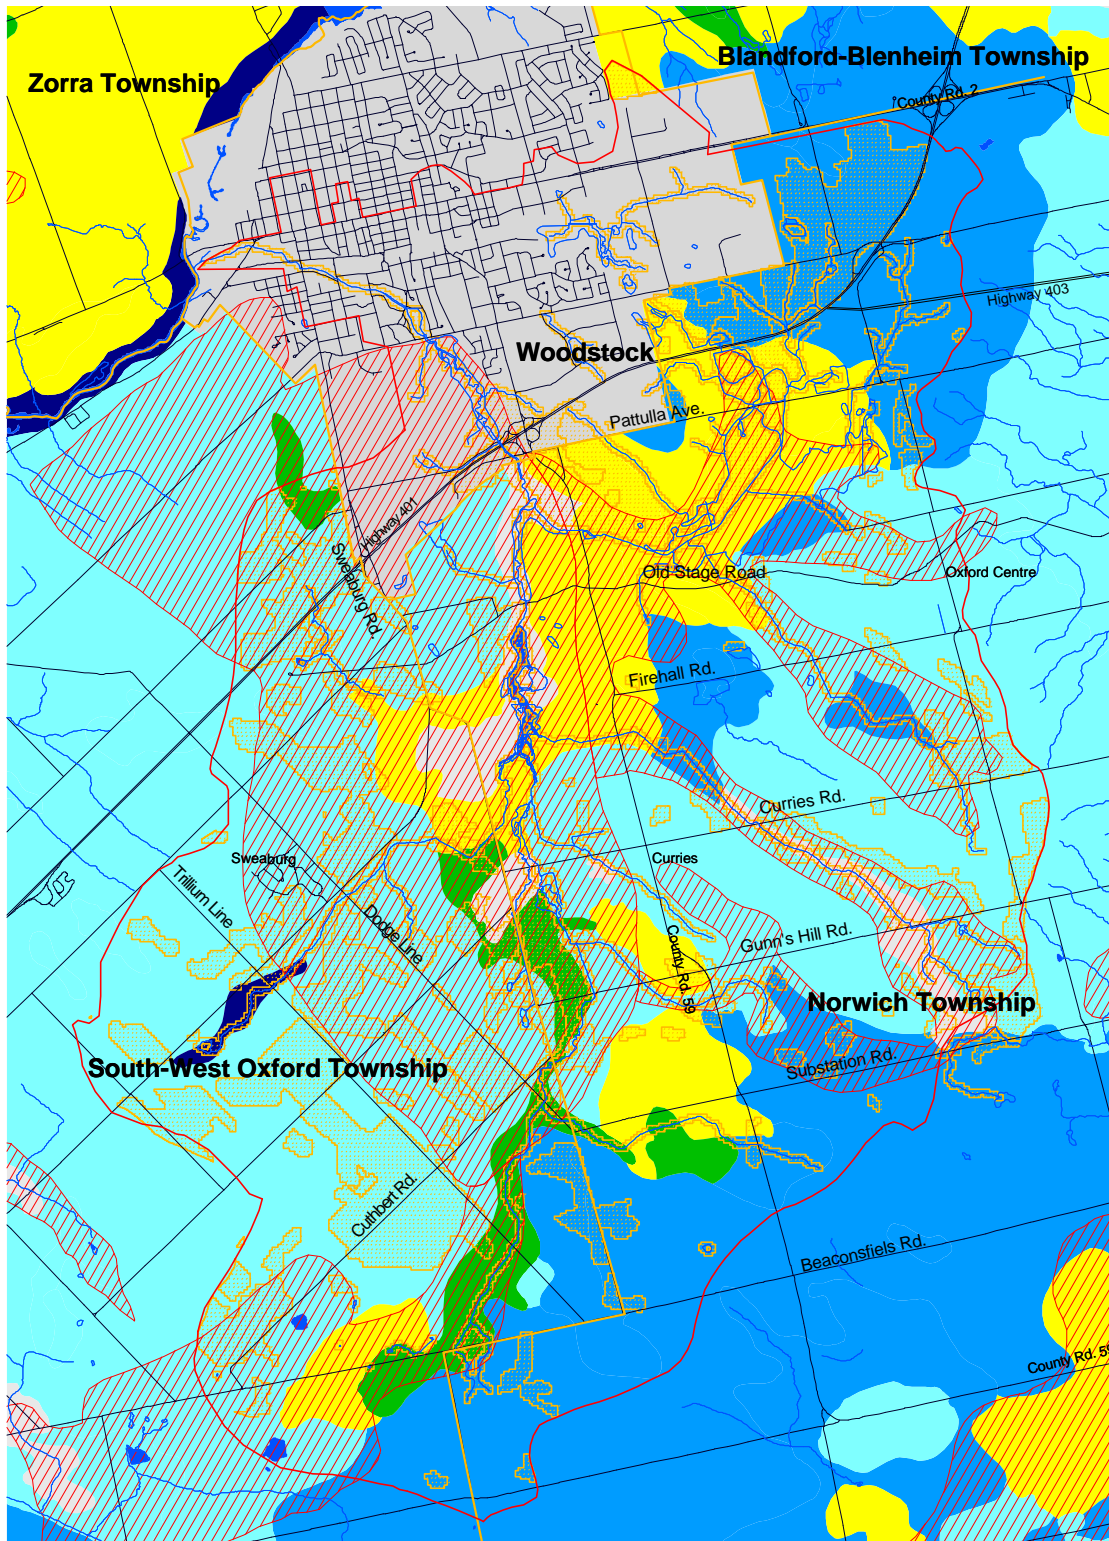 Blandford-Blenheim Township
Zorra Township
County Rd. 2
Highway 403
Woodstock
Pattulla Ave.
Highway 401
Sweaburg Rd.
Old Stage Road
Oxford Centre
Firehall Rd.
Curries Rd.
Sweaburg
Curries
Trillium Line
Dodge Line
Gunn's Hill Rd.
County Rd. 59
Norwich Township
South-West Oxford Township
Substation Rd.
Cuthbert Rd.
Beaconsfiels Rd.
County Rd. 59